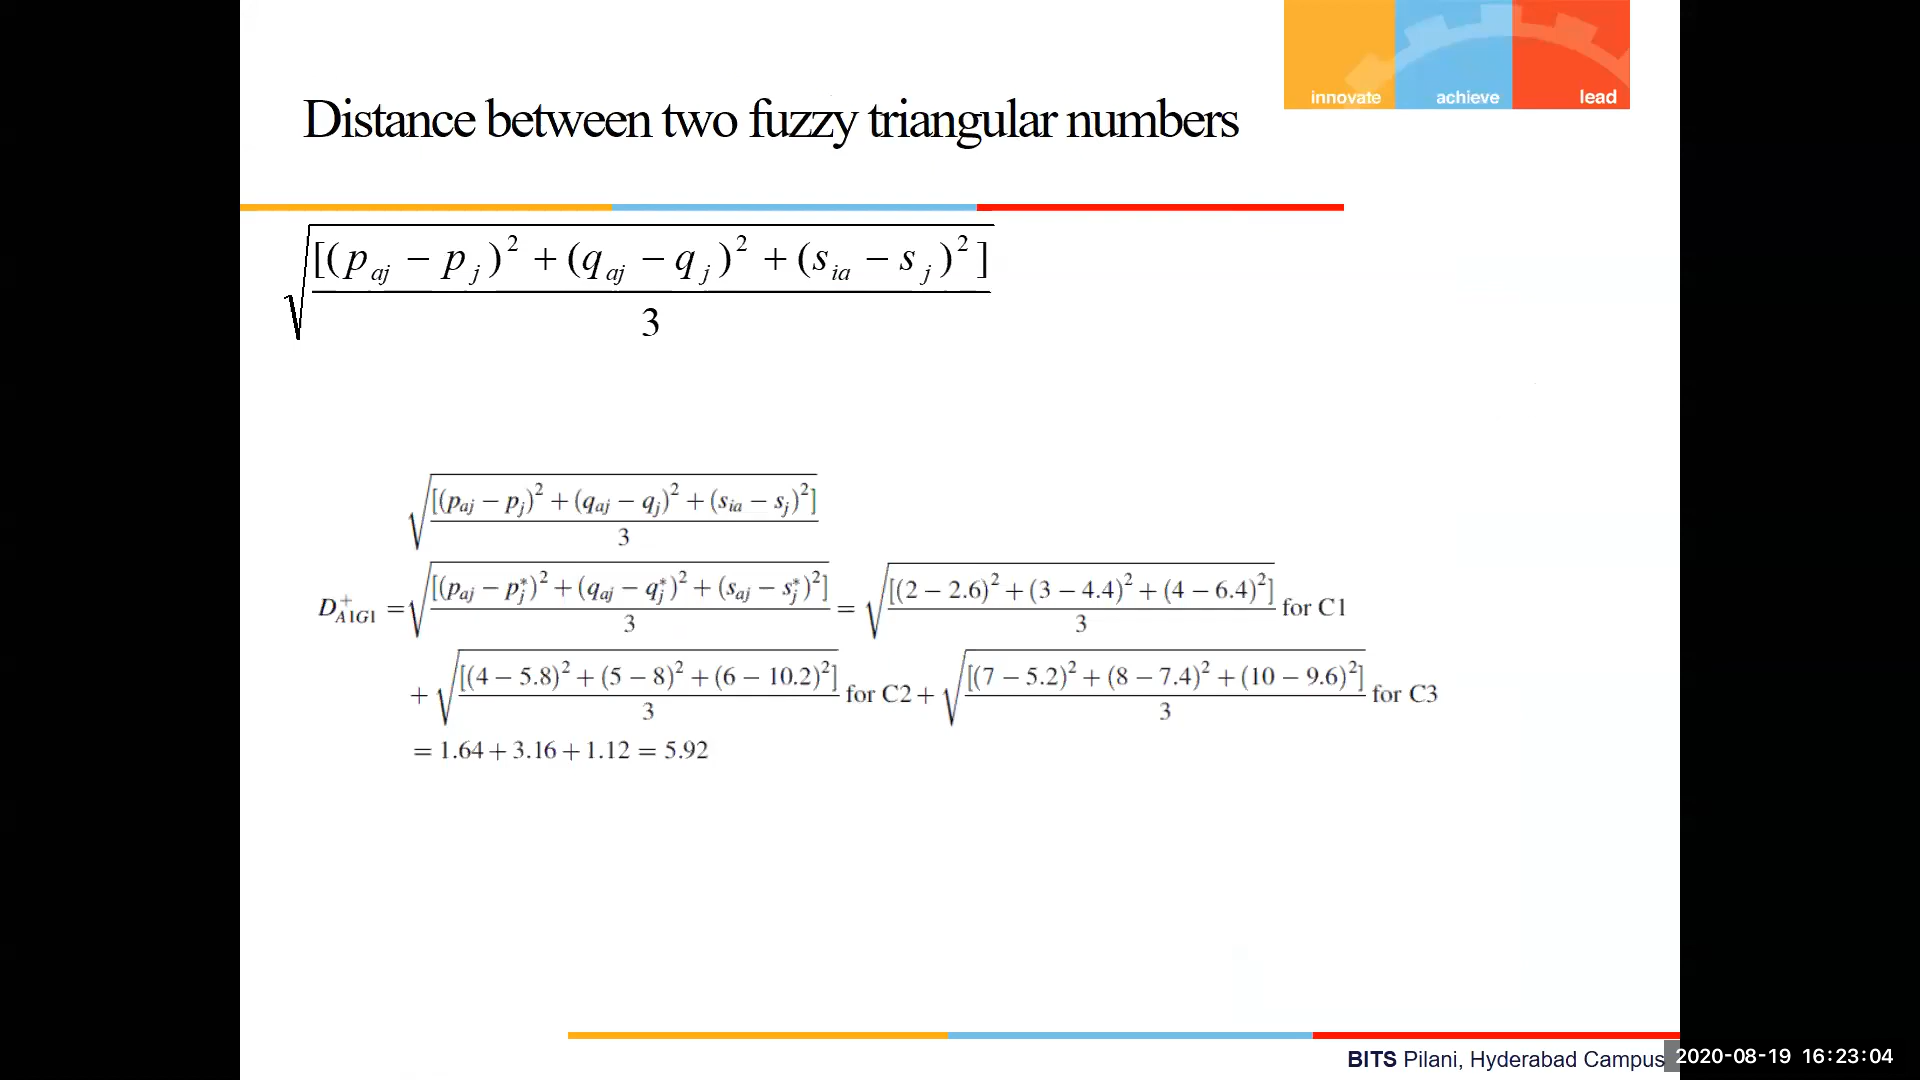 innovate achieve lead
Distance between two fuzzy triangular numbers
√([(p_aj − p_j)² + (q_aj − q_j)² + (s_ia − s_j)²] / 3)
√([(p_aj − p_j)² + (q_aj − q_j)² + (s_ia − s_j)²] / 3)
D⁺_A1G1 = √([(p_aj − p*_j)² + (q_aj − q*_j)² + (s_aj − s*_j)²] / 3) = √([(2 − 2.6)² + (3 − 4.4)² + (4 − 6.4)²] / 3) for C1
+ √([(4 − 5.8)² + (5 − 8)² + (6 − 10.2)²] / 3) for C2 + √([(7 − 5.2)² + (8 − 7.4)² + (10 − 9.6)²] / 3) for C3
= 1.64 + 3.16 + 1.12 = 5.92
BITS Pilani, Hyderabad Campus
2020-08-19 16:23:04